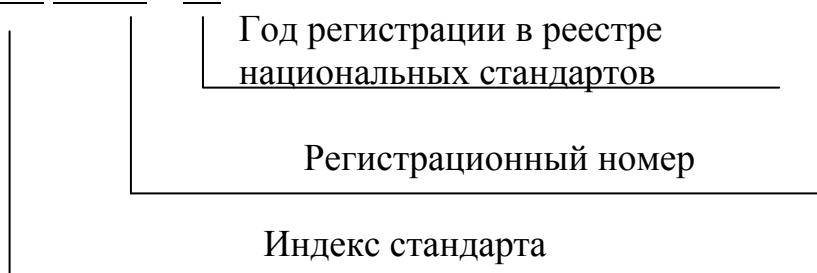 Год регистрации в реестре
национальных стандартов
Регистрационный номер
Индекс стандарта